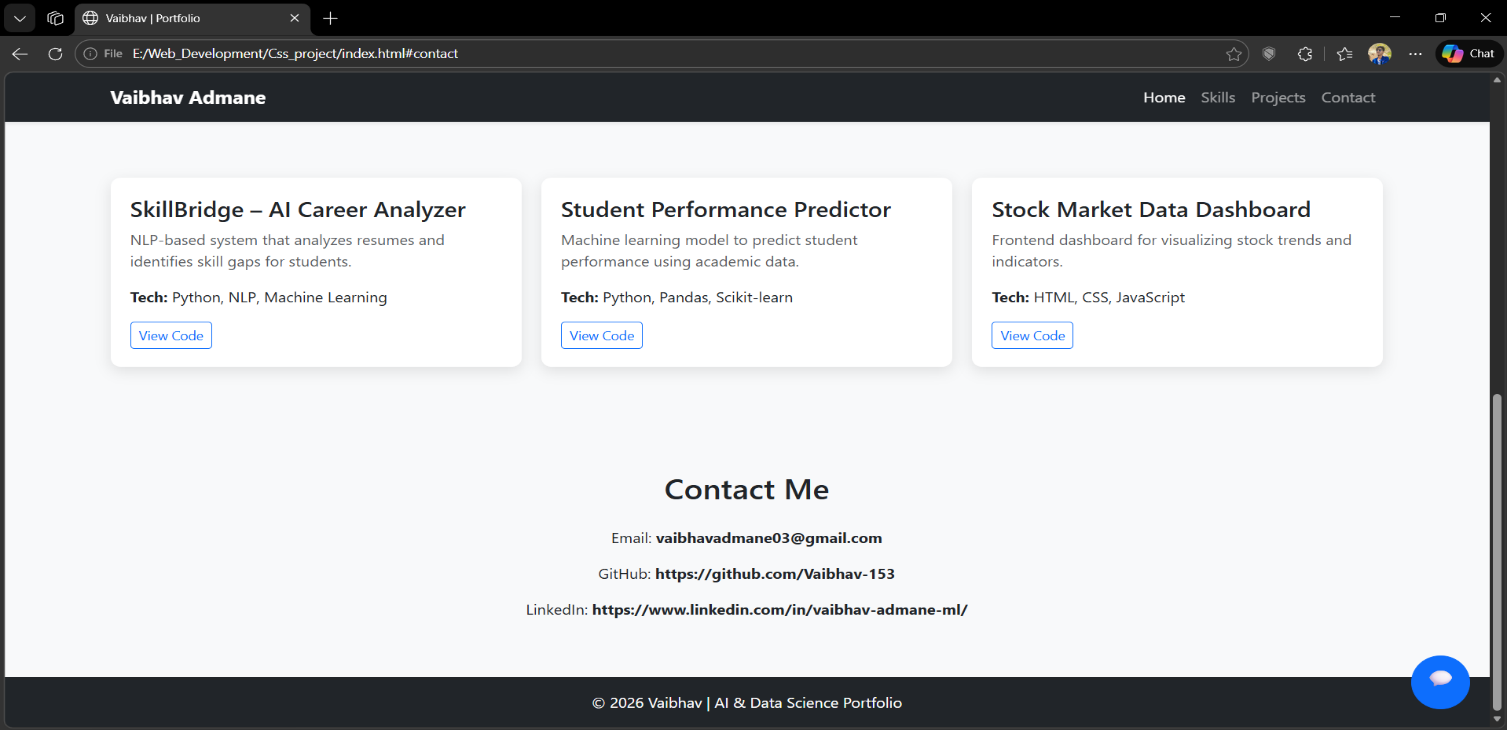 Vaibhav | Portfolio
File E:/Web_Development/Css_project/index.html#contact
Chat
Vaibhav Admane
Home Skills Projects Contact
SkillBridge – AI Career Analyzer
NLP-based system that analyzes resumes and
identifies skill gaps for students.
Tech: Python, NLP, Machine Learning
View Code
Student Performance Predictor
Machine learning model to predict student
performance using academic data.
Tech: Python, Pandas, Scikit-learn
View Code
Stock Market Data Dashboard
Frontend dashboard for visualizing stock trends and
indicators.
Tech: HTML, CSS, JavaScript
View Code
Contact Me
Email: vaibhavadmane03@gmail.com
GitHub: https://github.com/Vaibhav-153
LinkedIn: https://www.linkedin.com/in/vaibhav-admane-ml/
© 2026 Vaibhav | AI & Data Science Portfolio